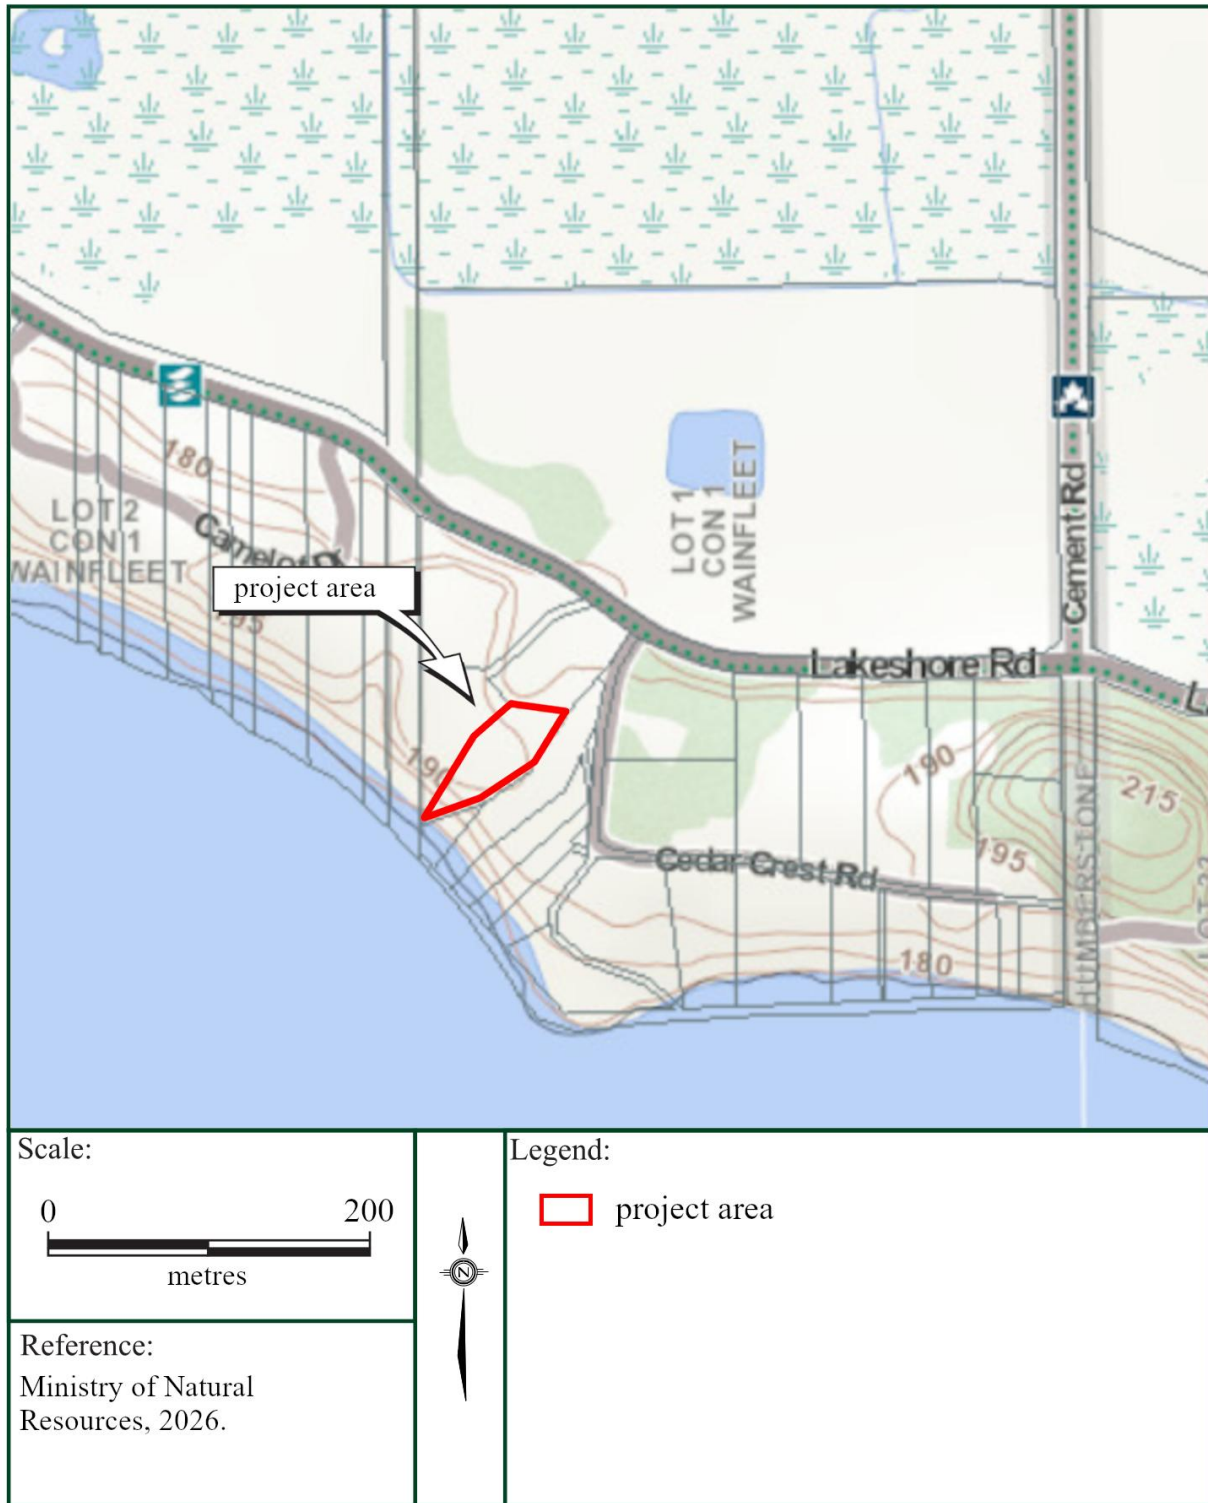 180
LOT 2
CON 1
WAINFLEET
Camelot Dr
project area
195
190
LOT 1
CON 1
WAINFLEET
Cement Rd
Lakeshore Rd
190
215
195
Cedar Crest Rd
HUMBERSTONE
180
Scale:
0 200
metres
N
Legend:
project area
Reference:
Ministry of Natural
Resources, 2026.